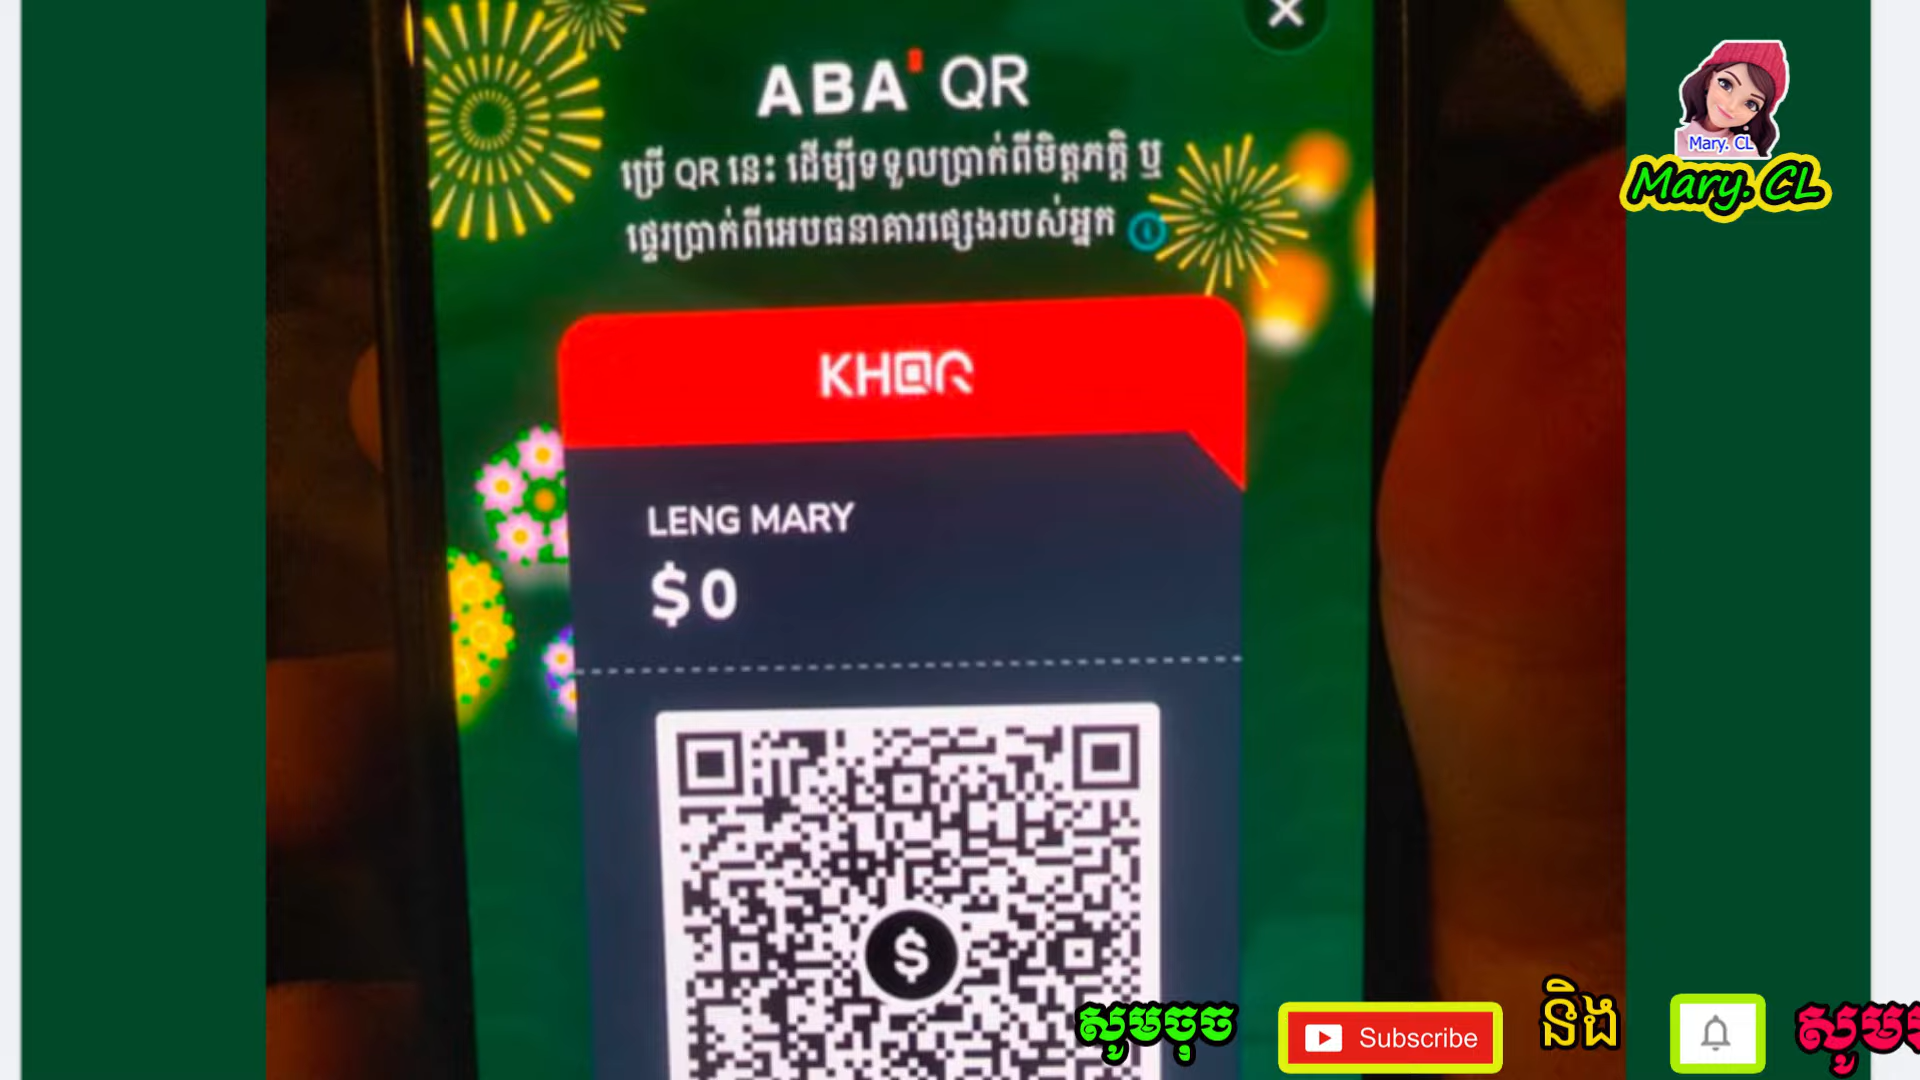 ABA' QR
ប្រើ QR នេះ ដើម្បីទទួលប្រាក់ពីមិត្តភក្តិ ឬ
ផ្ទេរប្រាក់ពីអេបធនាគារផ្សេងរបស់អ្នក
KHQR
LENG MARY
$ 0
$
Mary. CL
Mary. CL
សូមចុច
Subscribe
និង